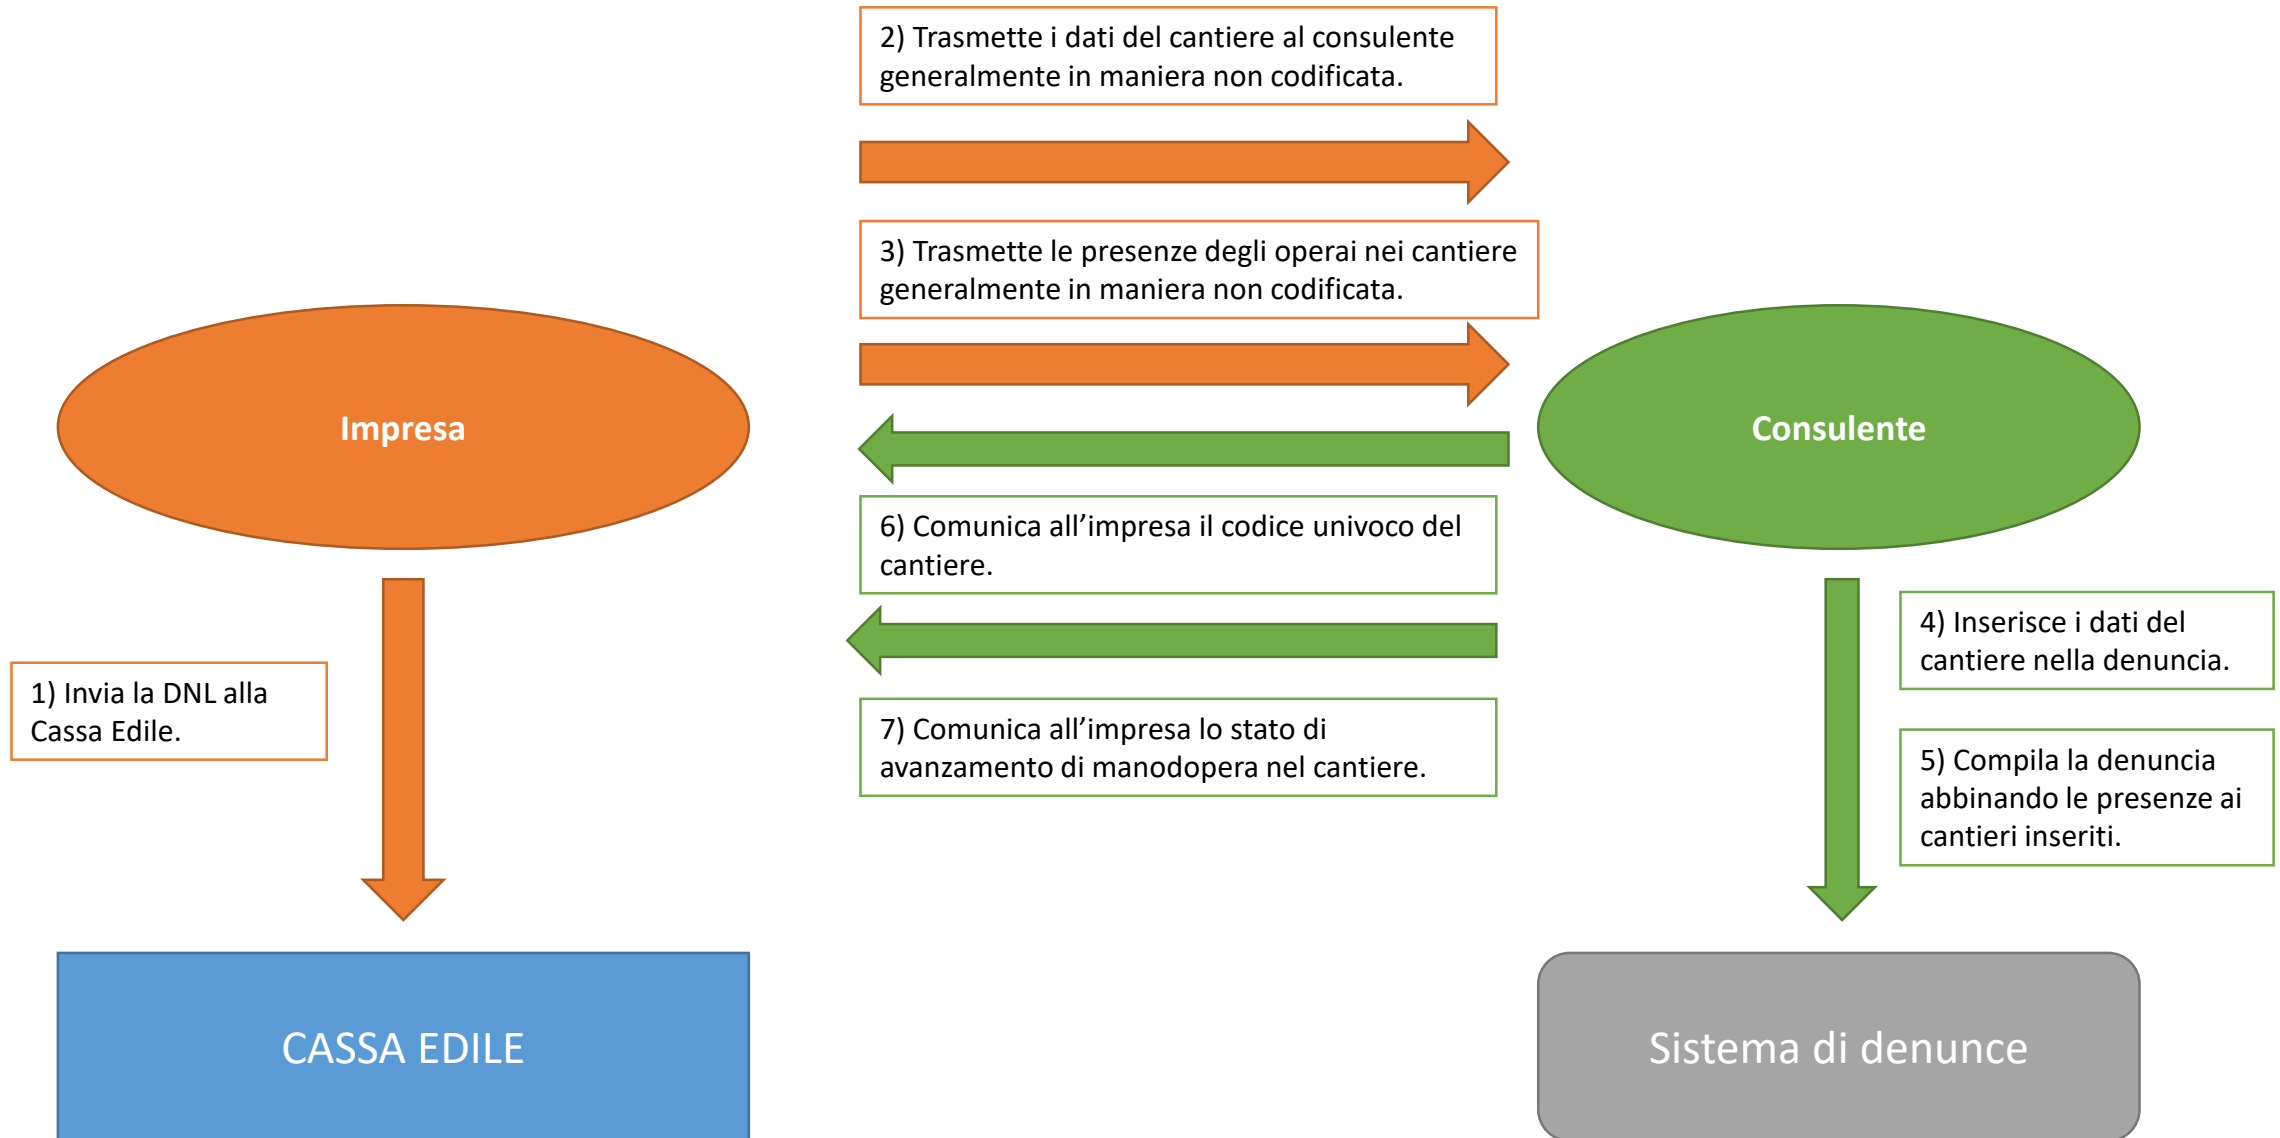 2) Trasmette i dati del cantiere al consulente
generalmente in maniera non codificata.
3) Trasmette le presenze degli operai nei cantiere
generalmente in maniera non codificata.
Impresa
Consulente
6) Comunica all’impresa il codice univoco del
cantiere.
4) Inserisce i dati del
cantiere nella denuncia.
1) Invia la DNL alla
Cassa Edile.
7) Comunica all’impresa lo stato di
avanzamento di manodopera nel cantiere.
5) Compila la denuncia
abbinando le presenze ai
cantieri inseriti.
CASSA EDILE
Sistema di denunce